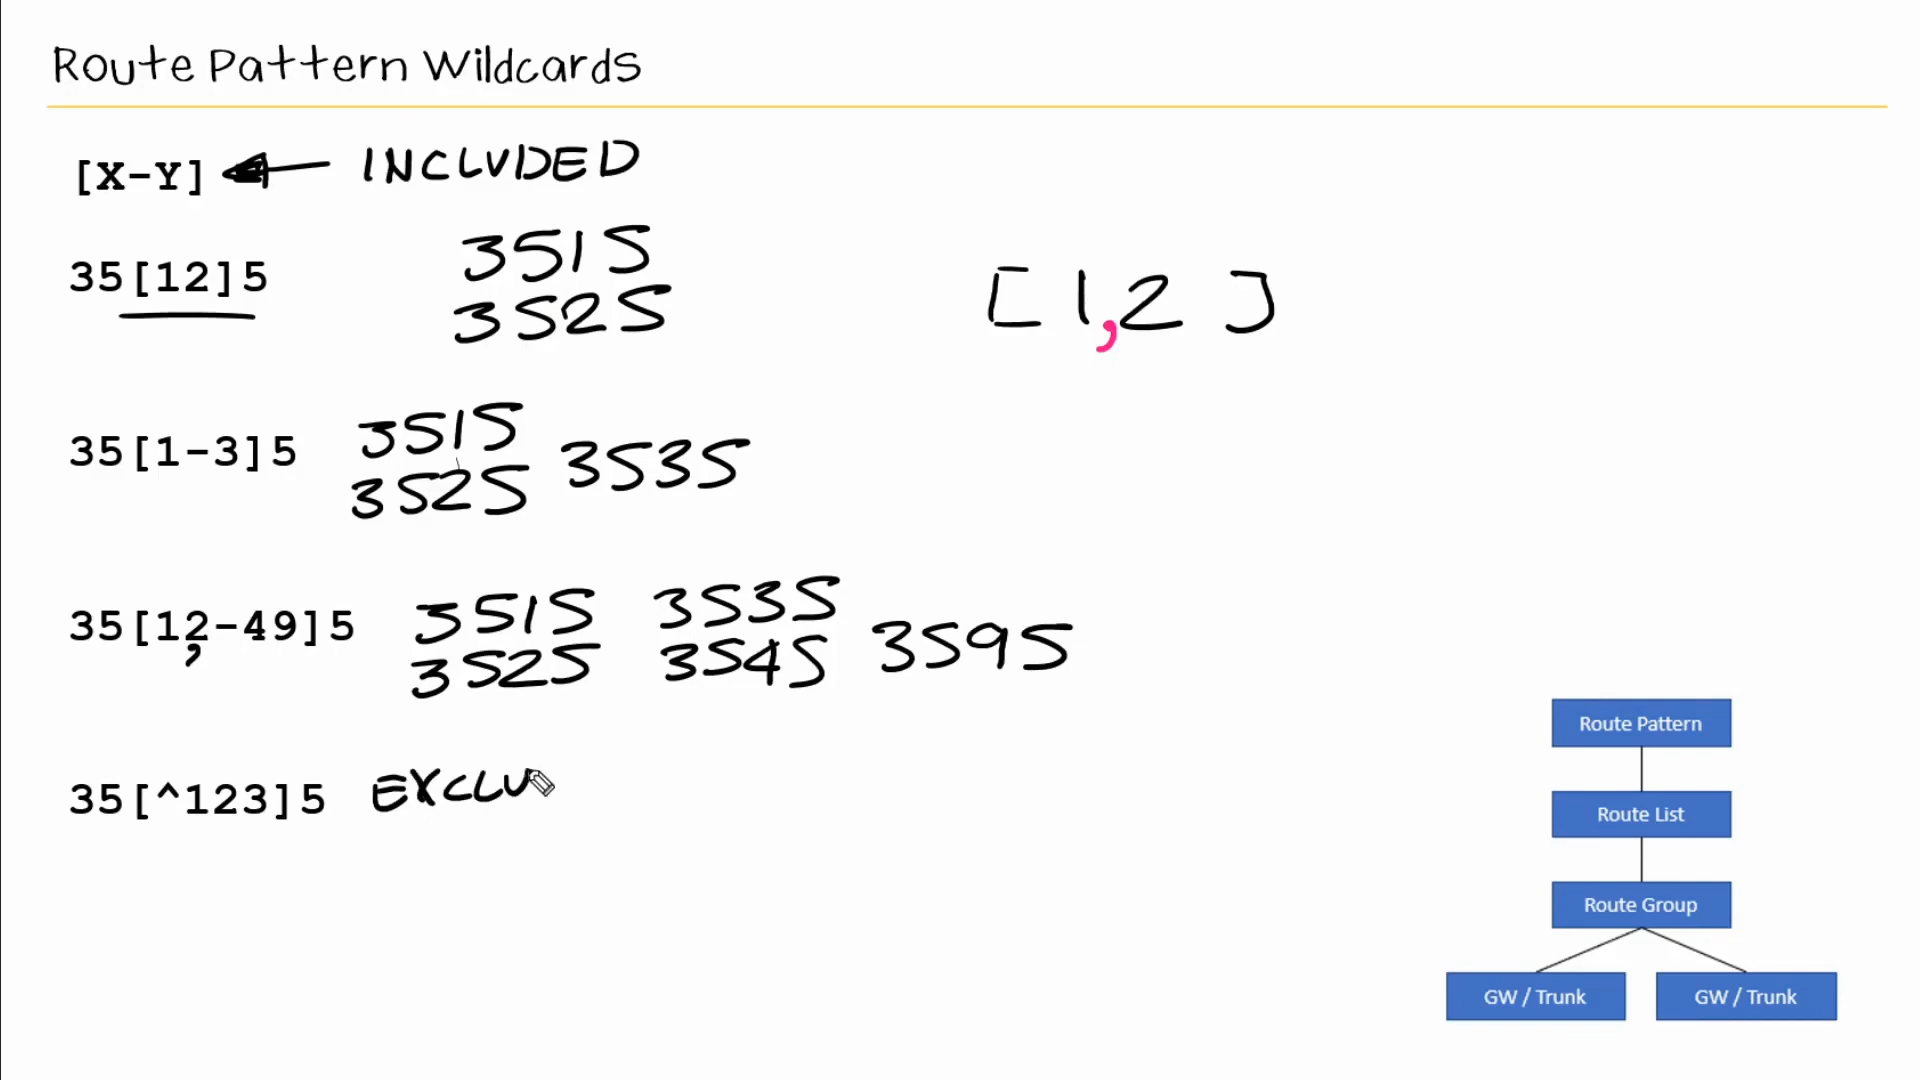 Route Pattern Wildcards
[X-Y] INCLUDED
35[12]5 3515
3525
[ 1,2 ]
35[1-3]5 3515
3525 3535
35[12-49]5 3515 3535
, 3525 3545 3595
35[^123]5 EXCLU
Route Pattern
Route List
Route Group
GW / Trunk GW / Trunk